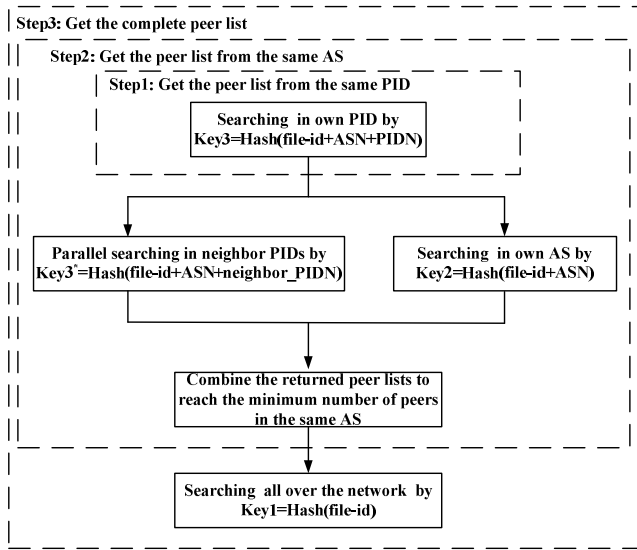 Step3: Get the complete peer list
Step2: Get the peer list from the same AS
Step1: Get the peer list from the same PID
Searching in own PID by
Key3=Hash(file-id+ASN+PIDN)
Parallel searching in neighbor PIDs by
Key3*=Hash(file-id+ASN+neighbor_PIDN)
Searching in own AS by
Key2=Hash(file-id+ASN)
Combine the returned peer lists to
reach the minimum number of peers
in the same AS
Searching all over the network by
Key1=Hash(file-id)